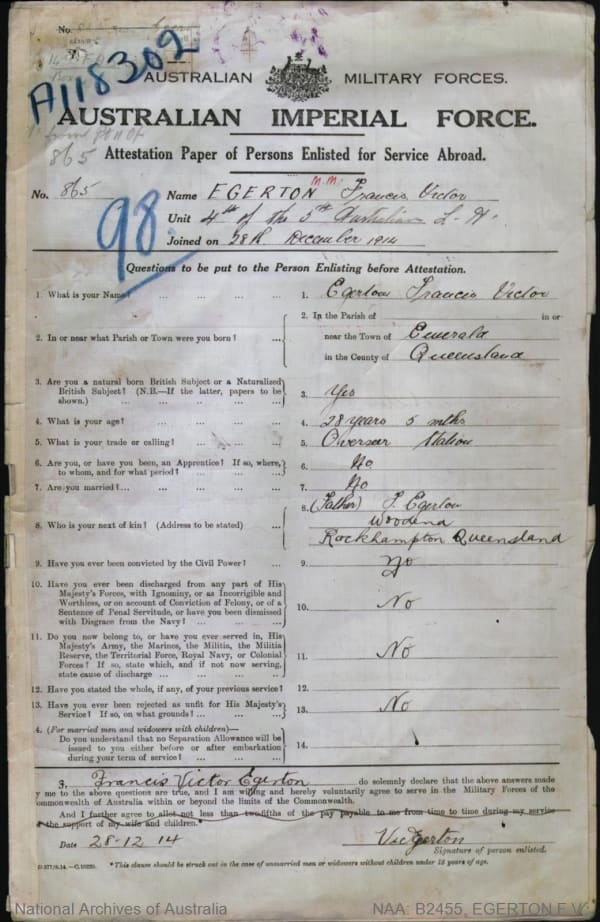 No.
A118302
AUSTRALIAN MILITARY FORCES.
AUSTRALIAN IMPERIAL FORCE.
865
Attestation Paper of Persons Enlisted for Service Abroad.
M.M.
No. 865 Name EGERTON Francis Victor
98. Unit 4th of the 5th Australian L. H.
Joined on 28th December 1914
Questions to be put to the Person Enlisting before Attestation.
1. What is your Name? ... ... ... ... 1. Egerton Francis Victor
2. In the Parish of in or
2. In or near what Parish or Town were you born? ... near the Town of Emerald
in the County of Queensland
3. Are you a natural born British Subject or a Naturalized
British Subject? (N.B.—If the latter, papers to be
shown.) ... ... ... ... ... 3. Yes
4. What is your age? ... ... ... ... 4. 28 years 5 mths
5. What is your trade or calling? ... ... ... 5. Overseer Station
6. Are you, or have you been, an Apprentice? If so, where,
to whom, and for what period? ... ... ... 6. No
7. Are you married?... ... ... ... ... 7. No
8. (Father) F. Egerton
8. Who is your next of kin? (Address to be stated) ... Woodend
Rockhampton Queensland
9. Have you ever been convicted by the Civil Power? ... 9. No
10. Have you ever been discharged from any part of His
Majesty's Forces, with Ignominy, or as Incorrigible and
Worthless, or on account of Conviction of Felony, or of a
Sentence of Penal Servitude, or have you been dismissed
with Disgrace from the Navy? ... ... ... 10. No
11. Do you now belong to, or have you ever served in, His
Majesty's Army, the Marines, the Militia, the Militia
Reserve, the Territorial Force, Royal Navy, or Colonial
Forces? If so, state which, and if not now serving,
state cause of discharge ... ... ... ... 11. No
12. Have you stated the whole, if any, of your previous service? 12.
13. Have you ever been rejected as unfit for His Majesty's
Service? If so, on what grounds? ... ... ... 13. No
4. (For married men and widowers with children)—
Do you understand that no Separation Allowance will be
issued to you either before or after embarkation
during your term of service? ... ... ... 14.
Francis Victor Egerton do solemnly declare that the above answers made
y me to the above questions are true, and I am willing and hereby voluntarily agree to serve in the Military Forces of the
ommonwealth of Australia within or beyond the limits of the Commonwealth.
And I further agree to allot not less than two-fifths of the pay payable to me from time to time during my service
the support of my wife and children.
Date 28-12-14 Vic Egerton
Signature of person enlisted.
*This clause should be struck out in the case of unmarried men or widowers without children under 18 years of age.
National Archives of Australia NAA: B2455, EGERTON F V